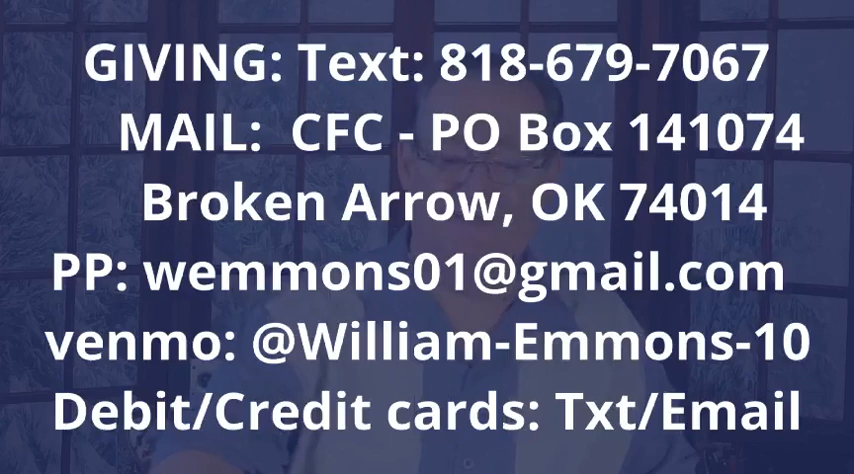 GIVING: Text: 818-679-7067
MAIL: CFC - PO Box 141074
Broken Arrow, OK 74014
PP: wemmons01@gmail.com
venmo: @William-Emmons-10
Debit/Credit cards: Txt/Email